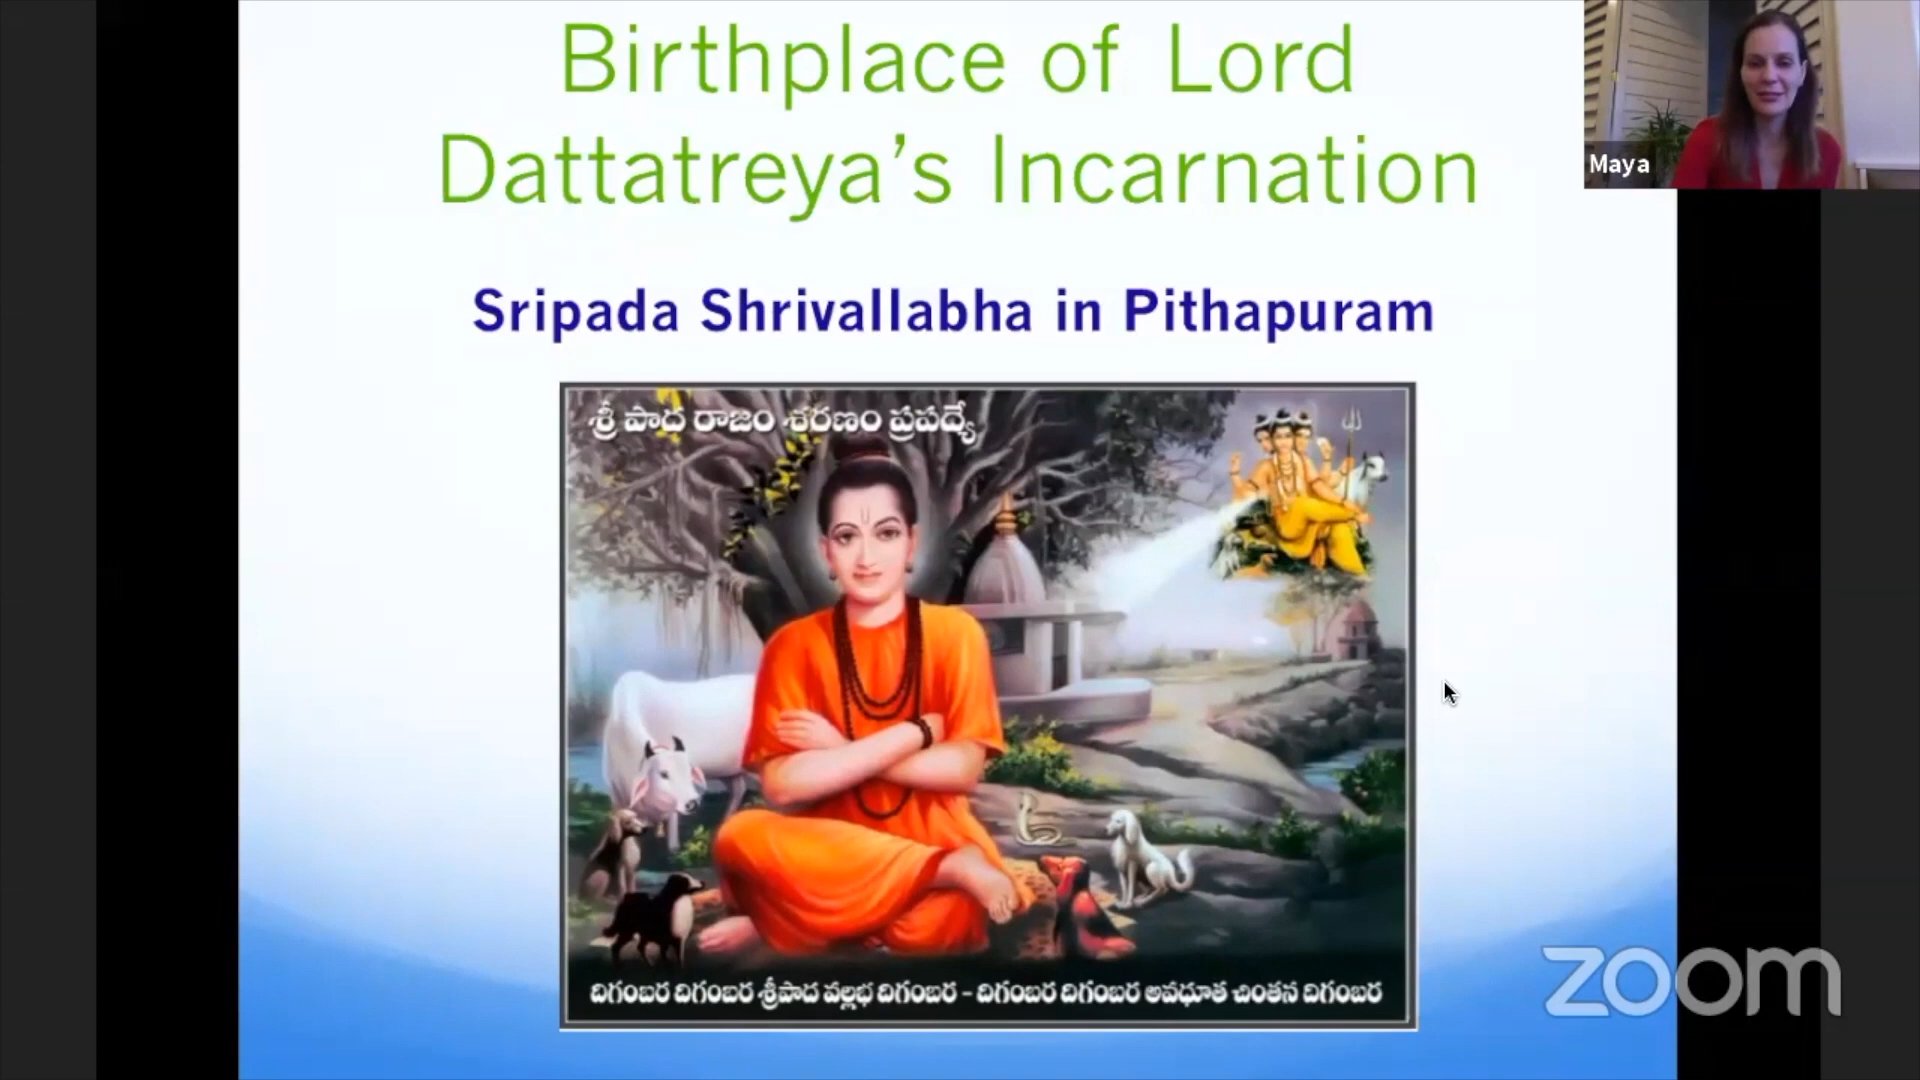 Birthplace of Lord
Dattatreya's Incarnation
Maya
Sripada Shrivallabha in Pithapuram
శ్రీ పాద రాజం శరణం ప్రపద్యే
దిగంబర దిగంబర శ్రీపాద వల్లభ దిగంబర - దిగంబర దిగంబర అవధూత చింతన దిగంబర
zoom